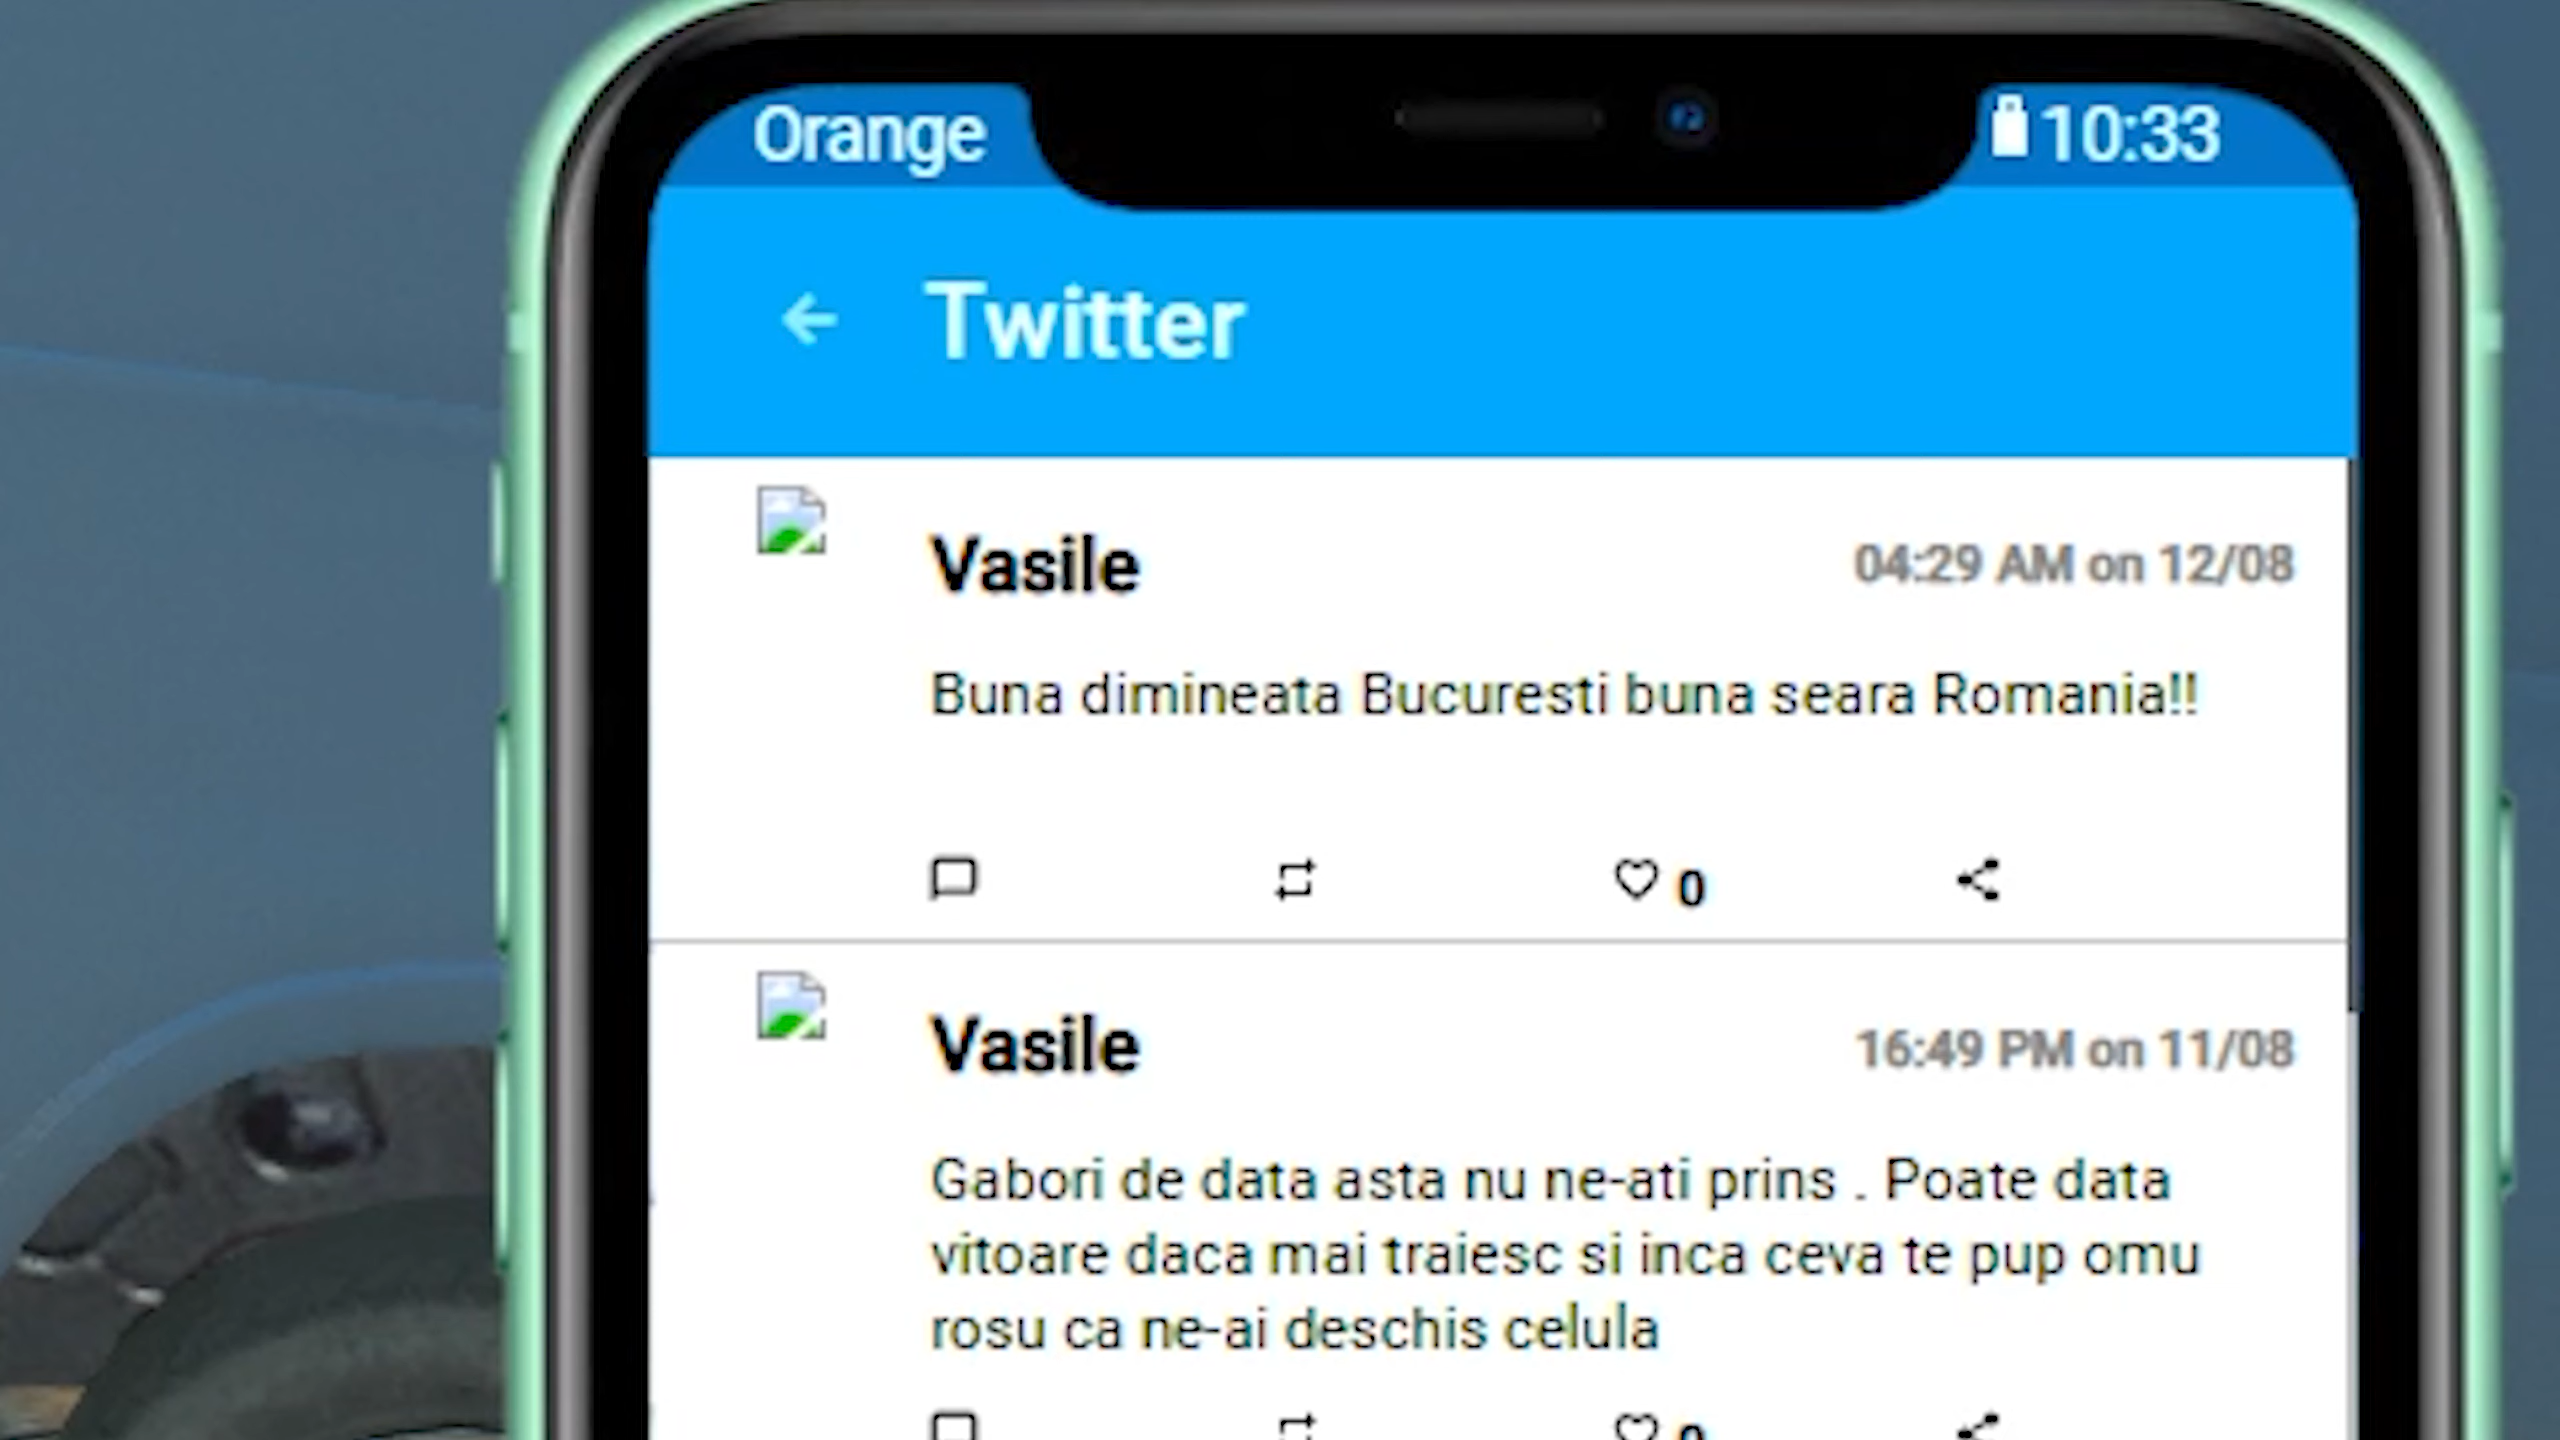 Orange
10:33
Twitter
Vasile
04:29 AM on 12/08
Buna dimineata Bucuresti buna seara Romania!!
0
Vasile
16:49 PM on 11/08
Gabori de data asta nu ne-ati prins . Poate data
vitoare daca mai traiesc si inca ceva te pup omu
rosu ca ne-ai deschis celula
0